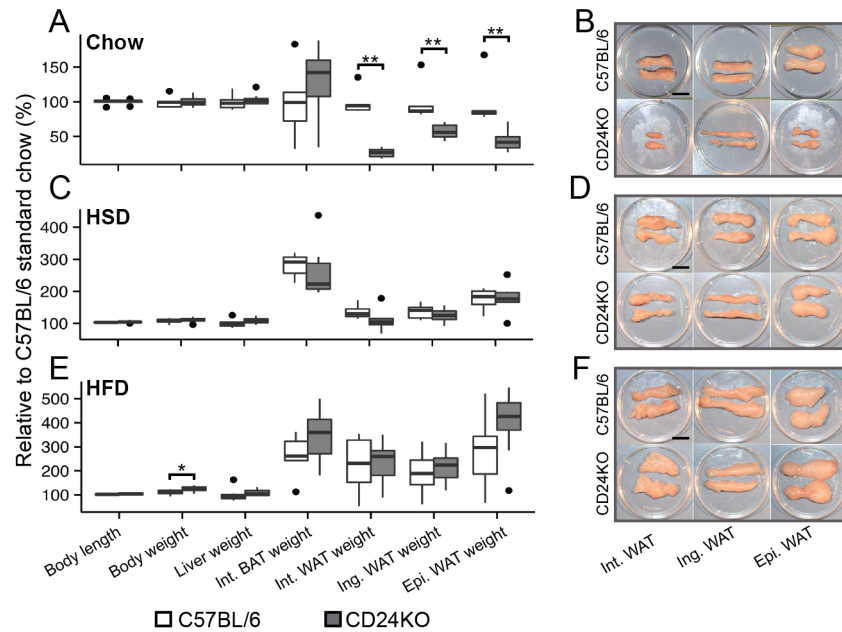 A
Chow
**
**
**
150
100
50
B
C57BL/6
CD24KO
Relative to C57BL/6 standard chow (%)
C
HSD
400
300
200
100
D
C57BL/6
CD24KO
E
HFD
*
500
400
300
200
100
F
C57BL/6
CD24KO
Body length
Body weight
Liver weight
Int. BAT weight
Int. WAT weight
Ing. WAT weight
Epi. WAT weight
Int. WAT
Ing. WAT
Epi. WAT
C57BL/6
CD24KO